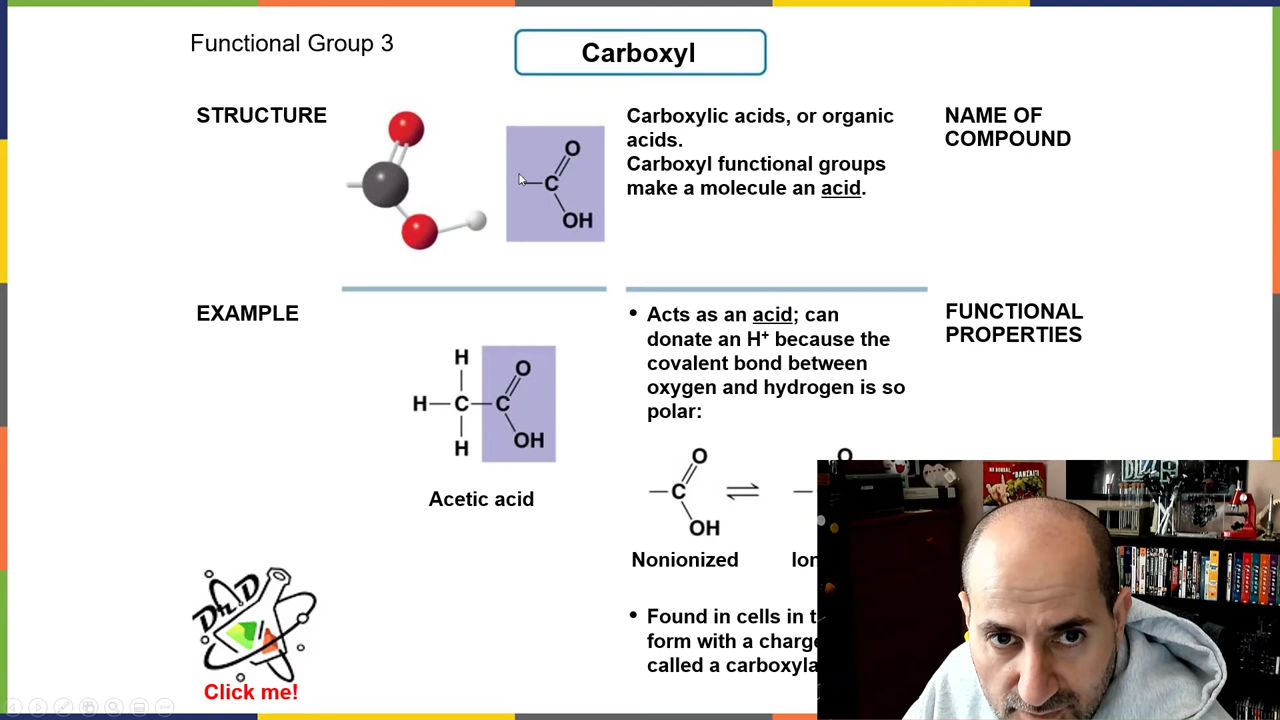 Functional Group 3
Carboxyl
STRUCTURE
O
C
OH
Carboxylic acids, or organic
acids.
Carboxyl functional groups
make a molecule an acid.
NAME OF
COMPOUND
EXAMPLE
H
O
H C C
H
OH
Acetic acid
• Acts as an acid; can
donate an H⁺ because the
covalent bond between
oxygen and hydrogen is so
polar:
O
C
OH
Nonionized
O
• Found in cells in
form with a
called a
FUNCTIONAL
PROPERTIES
Dr. D
Click me!